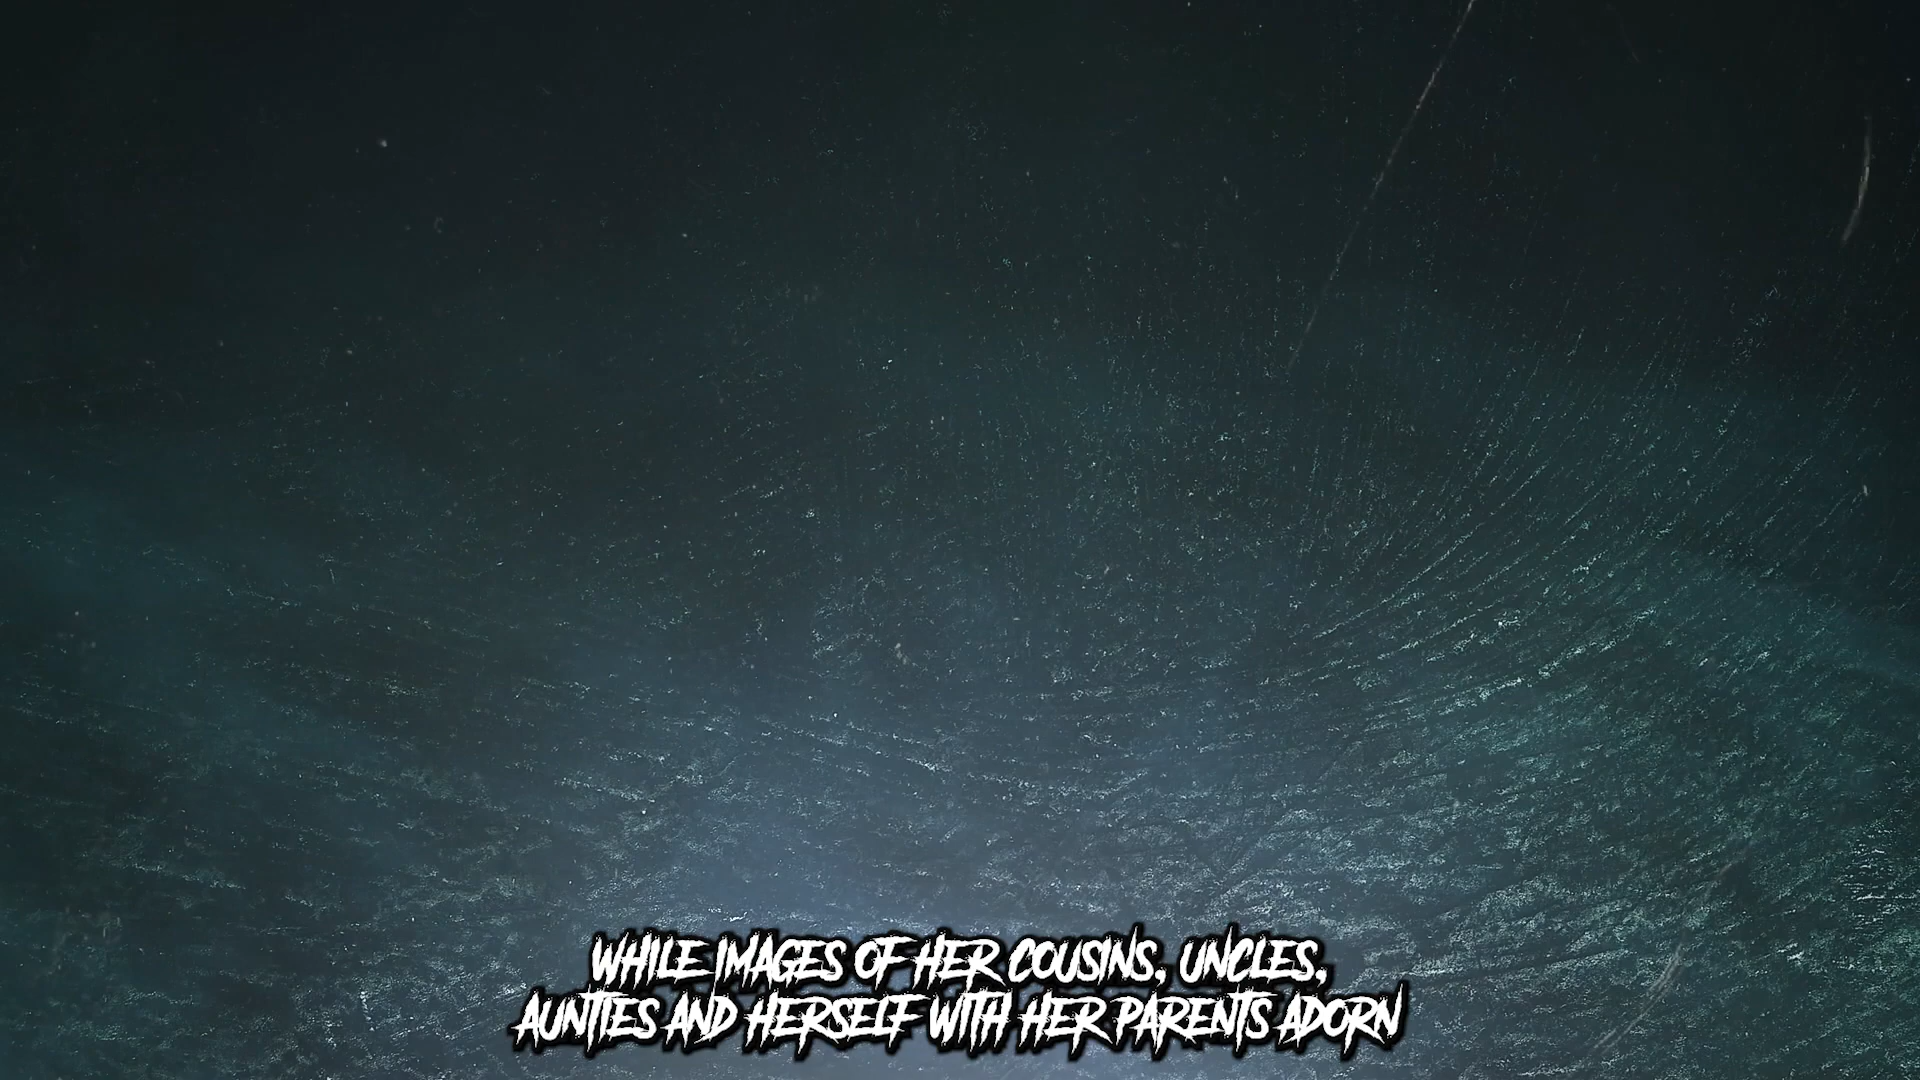 WHILE IMAGES OF HER COUSINS, UNCLES,
AUNTIES AND HERSELF WITH HER PARENTS ADORN